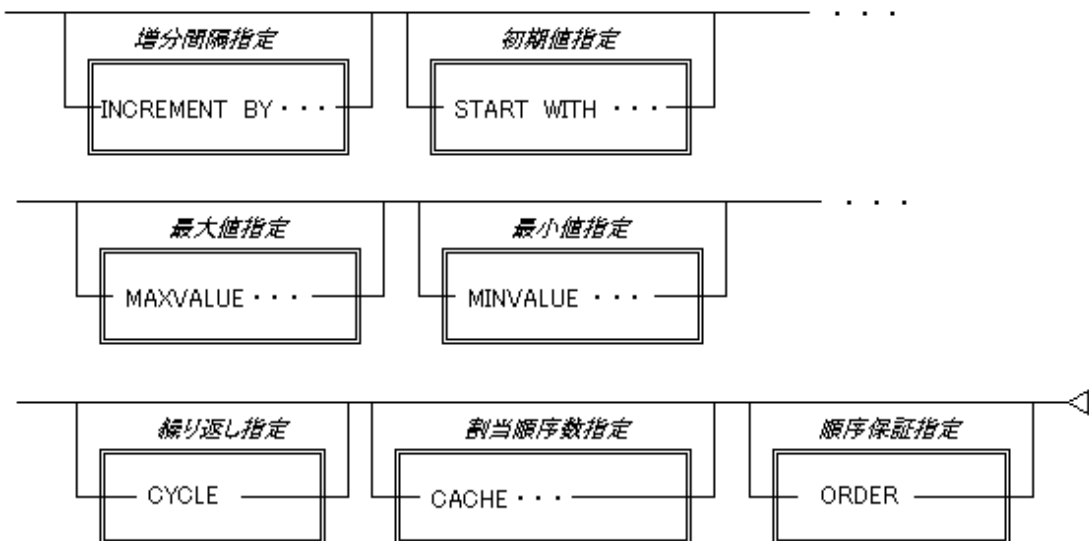 ・・・
増分間隔指定 初期値指定
INCREMENT BY・・・ START WITH ・・・
・・・
最大値指定 最小値指定
MAXVALUE・・・ MINVALUE ・・・
繰り返し指定 割当順序数指定 順序保証指定
CYCLE CACHE・・・ ORDER